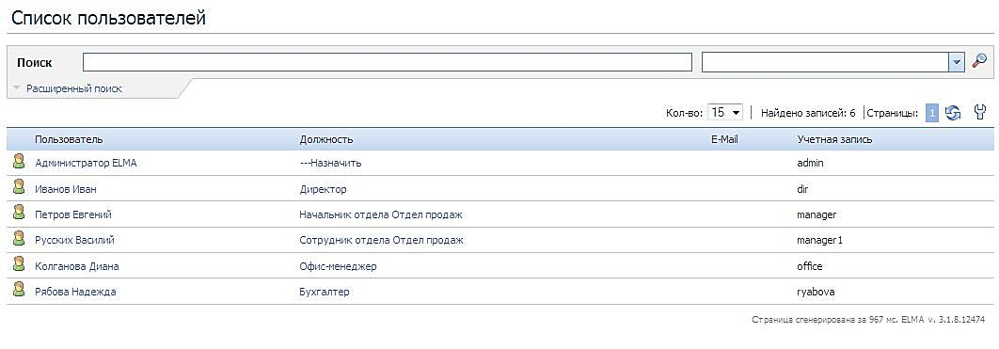 Список пользователей
Поиск
Расширенный поиск
Кол-во: 15 | Найдено записей: 6 | Страницы: 1
Пользователь Должность E-Mail Учетная запись
Администратор ELMA ---Назначить admin
Иванов Иван Директор dir
Петров Евгений Начальник отдела Отдел продаж manager
Русских Василий Сотрудник отдела Отдел продаж manager1
Колганова Диана Офис-менеджер office
Рябова Надежда Бухгалтер ryabova
Страница сгенерирована за 967 мс. ELMA v. 3.1.8.12474